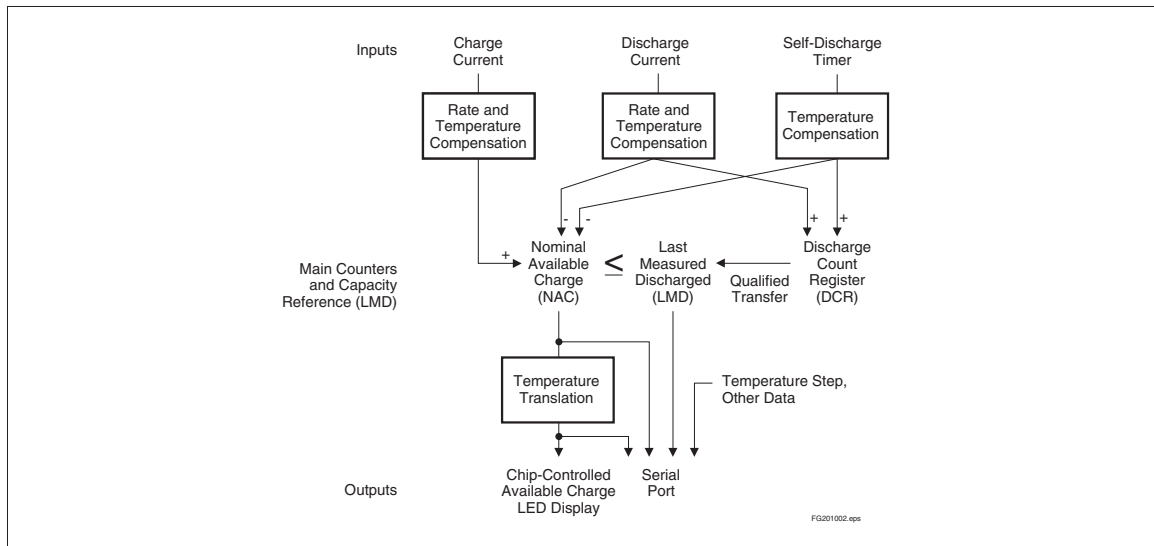 Inputs
Charge
Current
Discharge
Current
Self-Discharge
Timer
Rate and
Temperature
Compensation
Rate and
Temperature
Compensation
Temperature
Compensation
-
-
+
+
+
Main Counters
and Capacity
Reference (LMD)
Nominal
Available
Charge
(NAC)
≤
Last
Measured
Discharged
(LMD)
Qualified
Transfer
Discharge
Count
Register
(DCR)
Temperature
Translation
Temperature Step,
Other Data
Outputs
Chip-Controlled
Available Charge
LED Display
Serial
Port
FG201002.eps